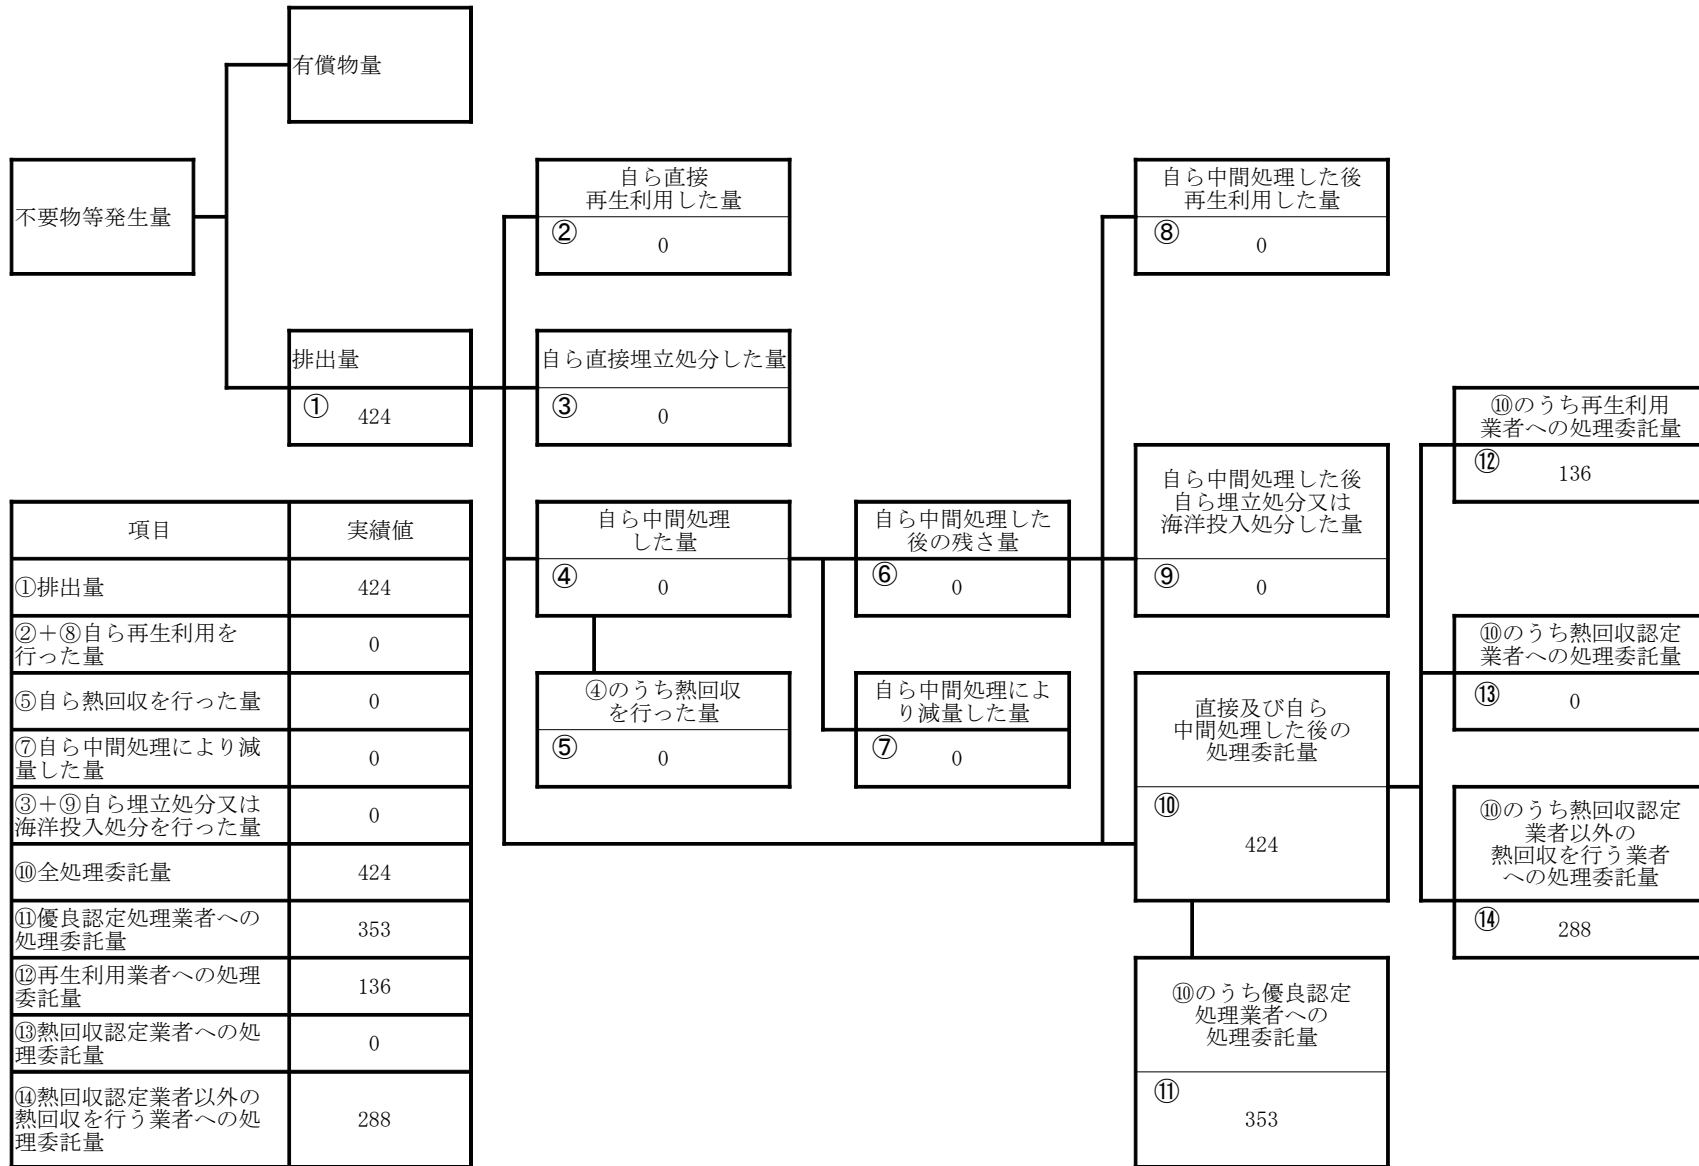 有償物量
不要物等発生量
排出量
①
424
自ら直接
再生利用した量
②
0
自ら直接埋立処分した量
③
0
自ら中間処理
した量
④
0
④のうち熱回収
を行った量
⑤
0
自ら中間処理した
後の残さ量
⑥
0
自ら中間処理によ
り減量した量
⑦
0
自ら中間処理した後
再生利用した量
⑧
0
自ら中間処理した後
自ら埋立処分又は
海洋投入処分した量
⑨
0
直接及び自ら
中間処理した後の
処理委託量
⑩
424
⑩のうち優良認定
処理業者への
処理委託量
⑪
353
⑩のうち再生利用
業者への処理委託量
⑫
136
⑩のうち熱回収認定
業者への処理委託量
⑬
0
⑩のうち熱回収認定
業者以外の
熱回収を行う業者
への処理委託量
⑭
288
項目 実績値
①排出量 424
②＋⑧自ら再生利用を
行った量 0
⑤自ら熱回収を行った量 0
⑦自ら中間処理により減
量した量 0
③＋⑨自ら埋立処分又は
海洋投入処分を行った量 0
⑩全処理委託量 424
⑪優良認定処理業者への
処理委託量 353
⑫再生利用業者への処理
委託量 136
⑬熱回収認定業者への処
理委託量 0
⑭熱回収認定業者以外の
熱回収を行う業者への処
理委託量 288